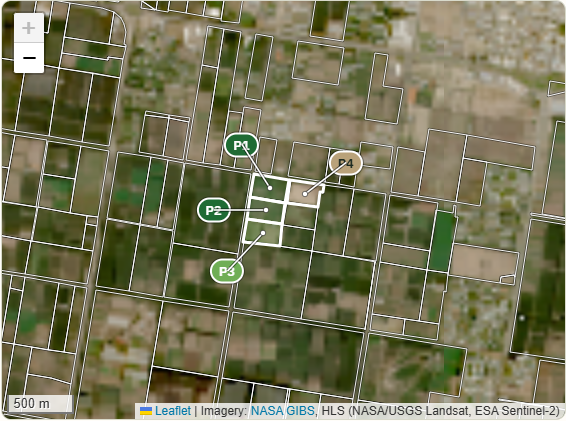 +
−
P1
P4
P2
P3
500 m
Leaflet | Imagery: NASA GIBS, HLS (NASA/USGS Landsat, ESA Sentinel-2)